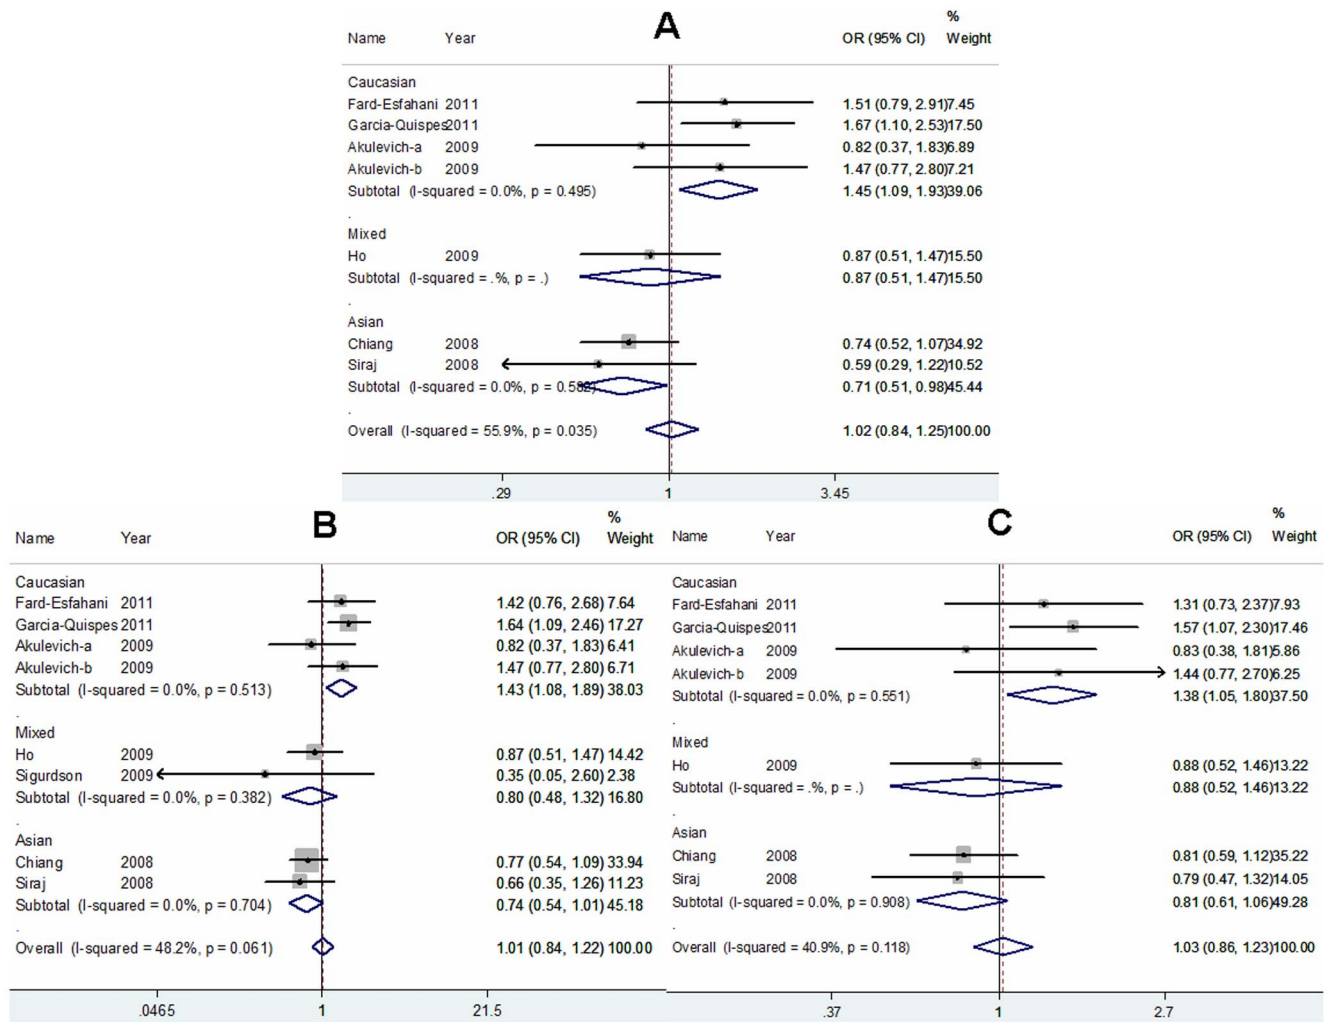 A
%
Name Year OR (95% CI) Weight
Caucasian
Fard-Esfahani 2011 1.51 (0.79, 2.91)7.45
Garcia-Quispes2011 1.67 (1.10, 2.53)17.50
Akulevich-a 2009 0.82 (0.37, 1.83)6.89
Akulevich-b 2009 1.47 (0.77, 2.80)7.21
Subtotal (I-squared = 0.0%, p = 0.495) 1.45 (1.09, 1.93)39.06
.
Mixed
Ho 2009 0.87 (0.51, 1.47)15.50
Subtotal (I-squared = .%, p = .) 0.87 (0.51, 1.47)15.50
.
Asian
Chiang 2008 0.74 (0.52, 1.07)34.92
Siraj 2008 0.59 (0.29, 1.22)10.52
Subtotal (I-squared = 0.0%, p = 0.582) 0.71 (0.51, 0.98)45.44
.
Overall (I-squared = 55.9%, p = 0.035) 1.02 (0.84, 1.25)100.00
.29 1 3.45
B
%
Name Year OR (95% CI) Weight
Caucasian
Fard-Esfahani 2011 1.42 (0.76, 2.68) 7.64
Garcia-Quispes 2011 1.64 (1.09, 2.46) 17.27
Akulevich-a 2009 0.82 (0.37, 1.83) 6.41
Akulevich-b 2009 1.47 (0.77, 2.80) 6.71
Subtotal (I-squared = 0.0%, p = 0.513) 1.43 (1.08, 1.89) 38.03
.
Mixed
Ho 2009 0.87 (0.51, 1.47) 14.42
Sigurdson 2009 0.35 (0.05, 2.60) 2.38
Subtotal (I-squared = 0.0%, p = 0.382) 0.80 (0.48, 1.32) 16.80
.
Asian
Chiang 2008 0.77 (0.54, 1.09) 33.94
Siraj 2008 0.66 (0.35, 1.26) 11.23
Subtotal (I-squared = 0.0%, p = 0.704) 0.74 (0.54, 1.01) 45.18
.
Overall (I-squared = 48.2%, p = 0.061) 1.01 (0.84, 1.22) 100.00
.0465 1 21.5
C
%
Name Year OR (95% CI) Weight
Caucasian
Fard-Esfahani 2011 1.31 (0.73, 2.37)7.93
Garcia-Quispes2011 1.57 (1.07, 2.30)17.46
Akulevich-a 2009 0.83 (0.38, 1.81)5.86
Akulevich-b 2009 1.44 (0.77, 2.70)6.25
Subtotal (I-squared = 0.0%, p = 0.551) 1.38 (1.05, 1.80)37.50
.
Mixed
Ho 2009 0.88 (0.52, 1.46)13.22
Subtotal (I-squared = .%, p = .) 0.88 (0.52, 1.46)13.22
.
Asian
Chiang 2008 0.81 (0.59, 1.12)35.22
Siraj 2008 0.79 (0.47, 1.32)14.05
Subtotal (I-squared = 0.0%, p = 0.908) 0.81 (0.61, 1.06)49.28
.
Overall (I-squared = 40.9%, p = 0.118) 1.03 (0.86, 1.23)100.00
.37 1 2.7